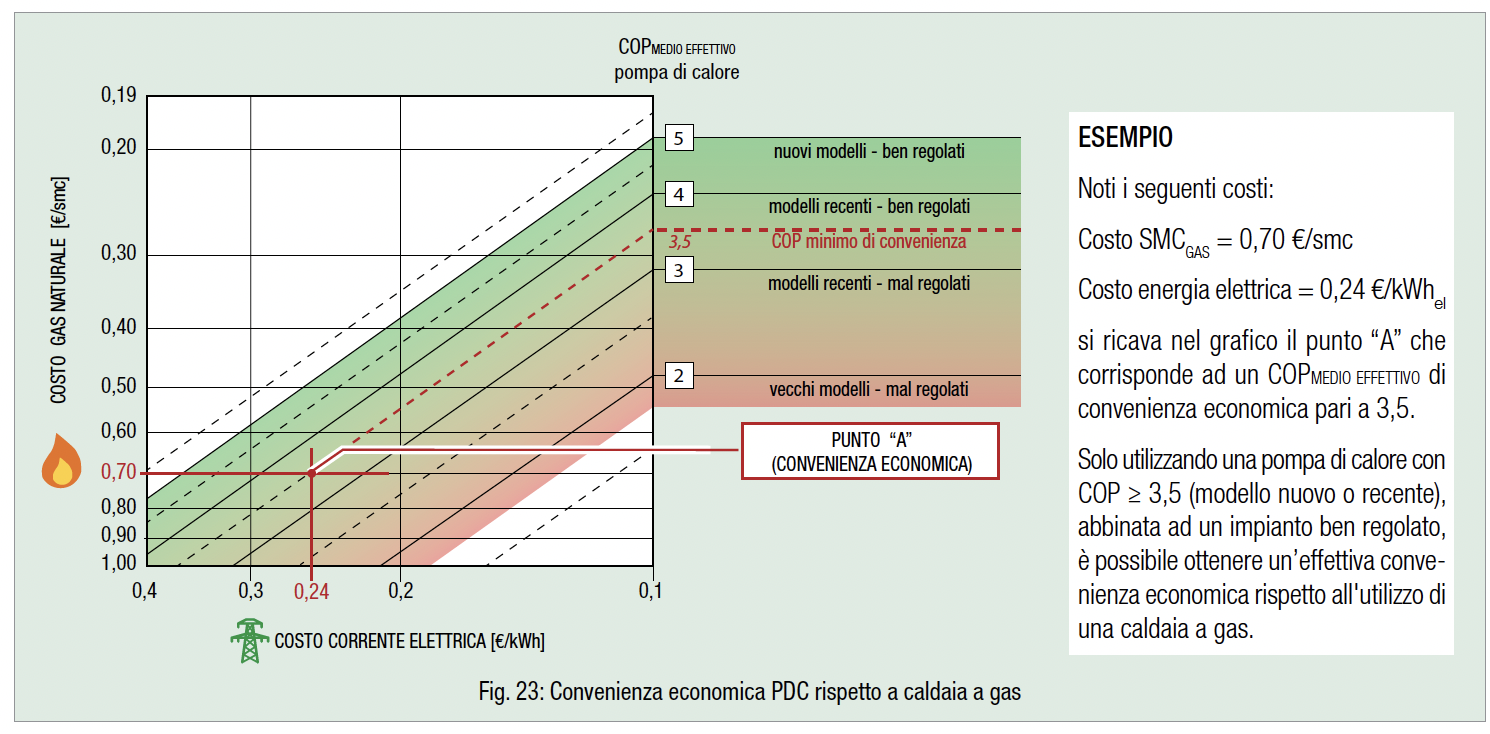 COPMEDIO EFFETTIVO
pompa di calore
0,19
0,20
0,30
0,40
0,50
0,60
0,70
0,80
0,90
1,00
COSTO GAS NATURALE [€/smc]
5
nuovi modelli - ben regolati
4
modelli recenti - ben regolati
3,5
COP minimo di convenienza
3
modelli recenti - mal regolati
2
vecchi modelli - mal regolati
PUNTO “A”
(CONVENIENZA ECONOMICA)
0,4
0,3
0,24
0,2
0,1
COSTO CORRENTE ELETTRICA [€/kWh]
ESEMPIO
Noti i seguenti costi:
Costo SMCGAS = 0,70 €/smc
Costo energia elettrica = 0,24 €/kWhel
si ricava nel grafico il punto “A” che
corrisponde ad un COPMEDIO EFFETTIVO di
convenienza economica pari a 3,5.
Solo utilizzando una pompa di calore con
COP ≥ 3,5 (modello nuovo o recente),
abbinata ad un impianto ben regolato,
è possibile ottenere un’effettiva conve-
nienza economica rispetto all'utilizzo di
una caldaia a gas.
Fig. 23: Convenienza economica PDC rispetto a caldaia a gas